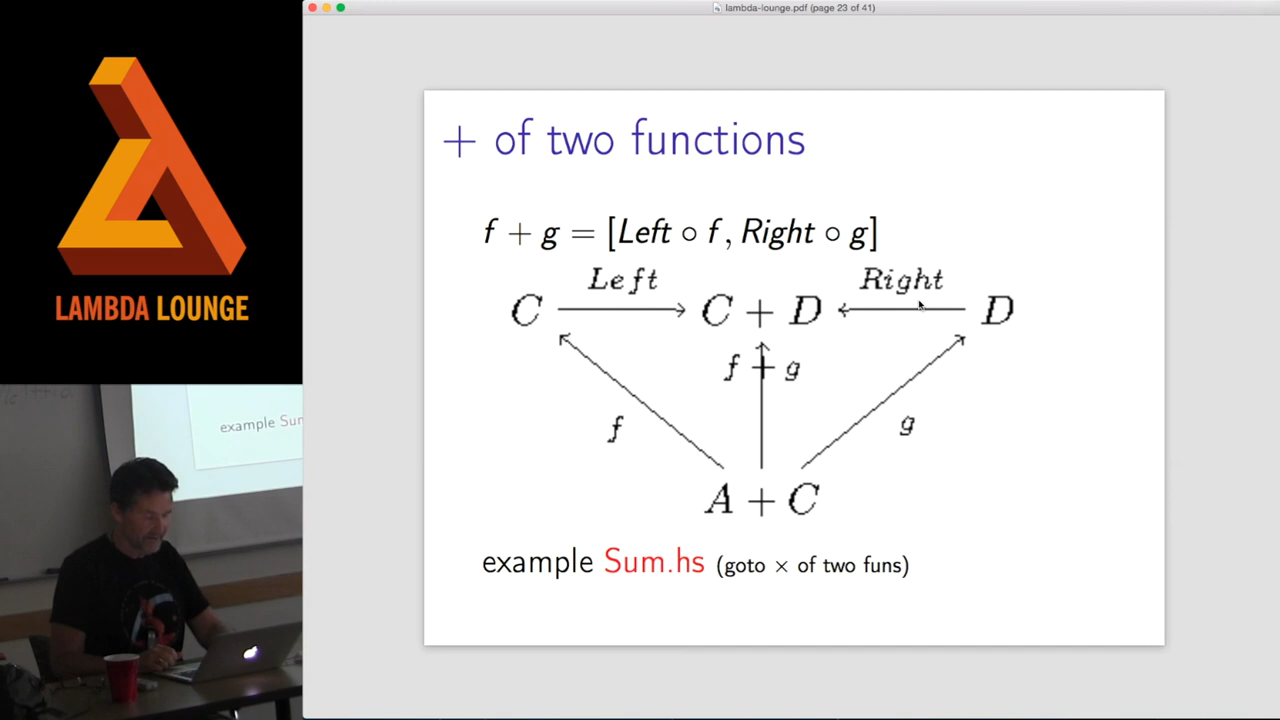 lambda-lounge.pdf (page 23 of 41)
LAMBDA LOUNGE
+ of two functions
f + g = [Left ∘ f, Right ∘ g]
Left Right
C C + D D
f + g
f g
A + C
example Sum.hs (goto × of two funs)
example Sum